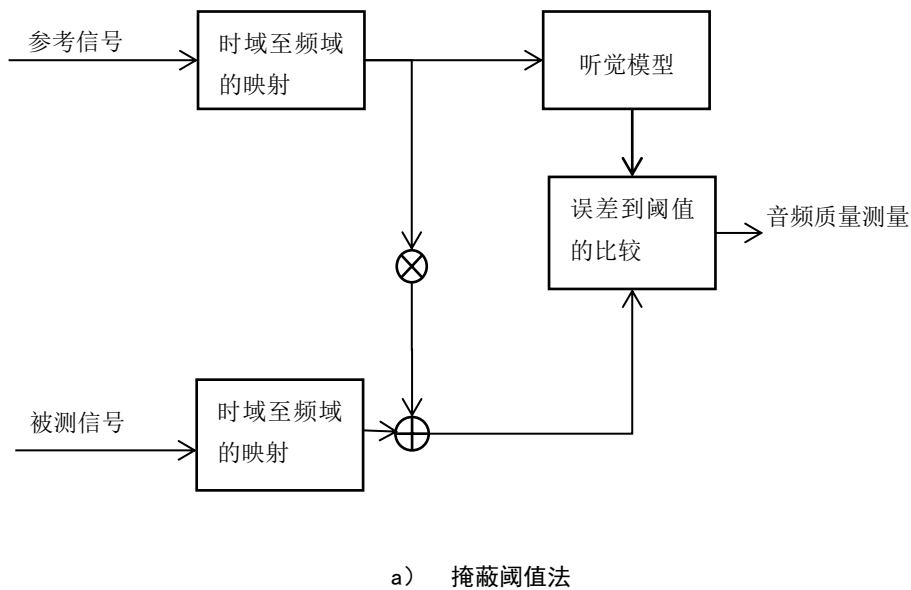 参考信号
时域至频域
的映射
听觉模型
误差到阈值
的比较
音频质量测量
被测信号
时域至频域
的映射
a） 掩蔽阈值法